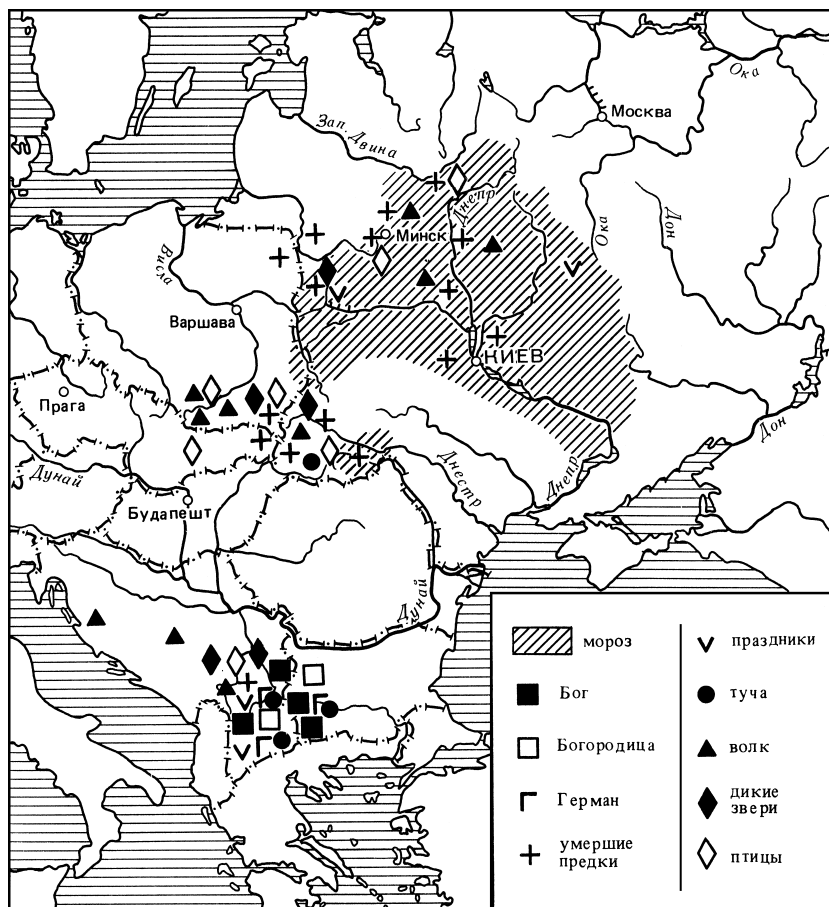 Ока
Москва
Зап. Двина
Днепр
Минск
Ока
Дон
Висла
Варшава
КИЕВ
Прага
Дунай
Будапешт
Днестр
Днепр
Дон
Дунай
мороз
Бог
Богородица
Герман
умершие
предки
праздники
туча
волк
дикие
звери
птицы